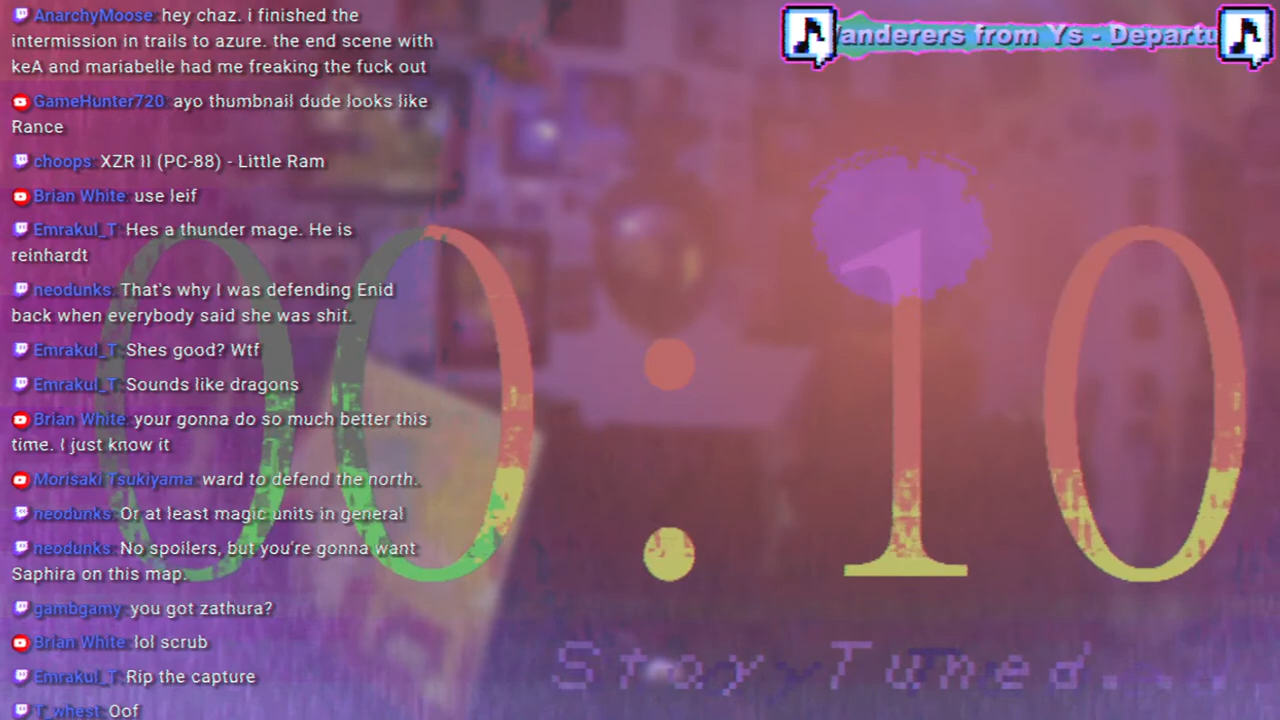 AnarchyMoose: hey chaz. i finished the
intermission in trails to azure. the end scene with
keA and mariabelle had me freaking the fuck out
GameHunter720: ayo thumbnail dude looks like
Rance
choops: XZR II (PC-88) - Little Ram
Brian White: use leif
Emrakul_T: Hes a thunder mage. He is
reinhardt
neodunks: That's why I was defending Enid
back when everybody said she was shit.
Emrakul_T: Shes good? Wtf
Emrakul_T: Sounds like dragons
Brian White: your gonna do so much better this
time. I just know it
Morisaki Tsukiyama: ward to defend the north.
neodunks: Or at least magic units in general
neodunks: No spoilers, but you're gonna want
Saphira on this map.
gambgamy: you got zathura?
Brian White: lol scrub
Emrakul_T: Rip the capture
T_whest: Oof
anderers from Ys - Departu
00:10
Stay Tuned...